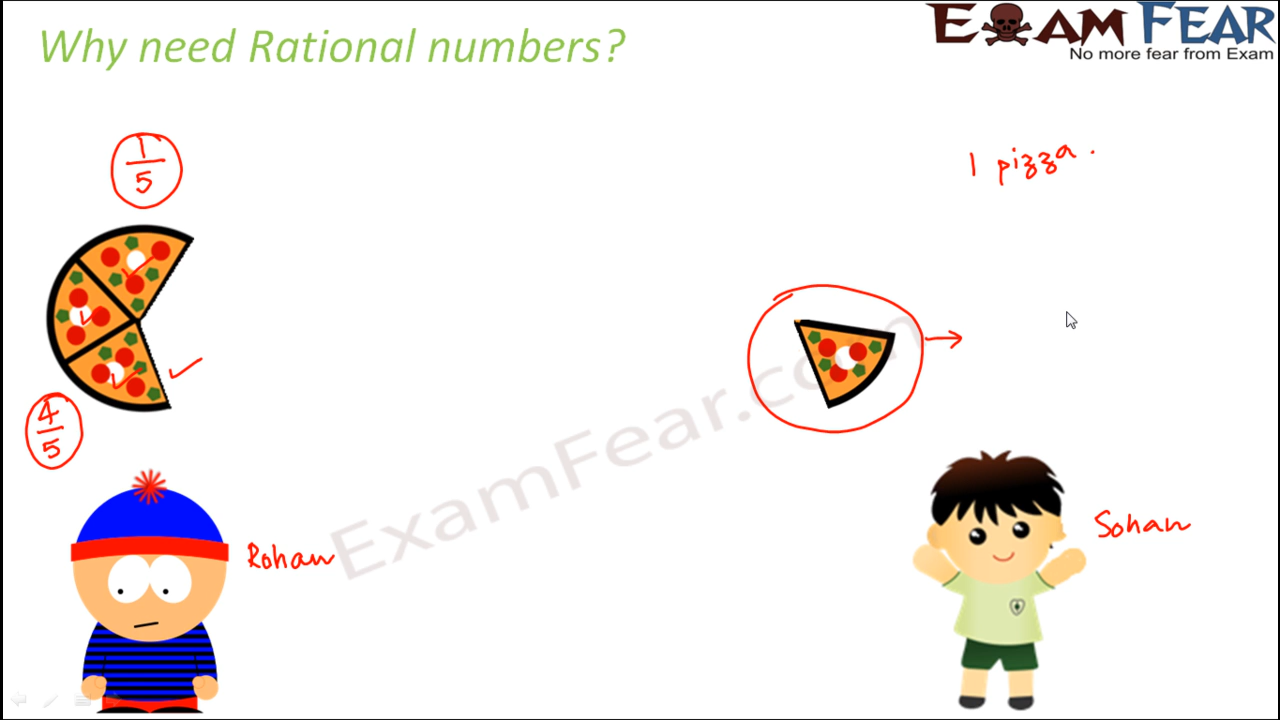 Why need Rational numbers?
EXAM FEAR
No more fear from Exam
1
5
1 pizza.
ExamFear.com
4
5
Rohan
Sohan